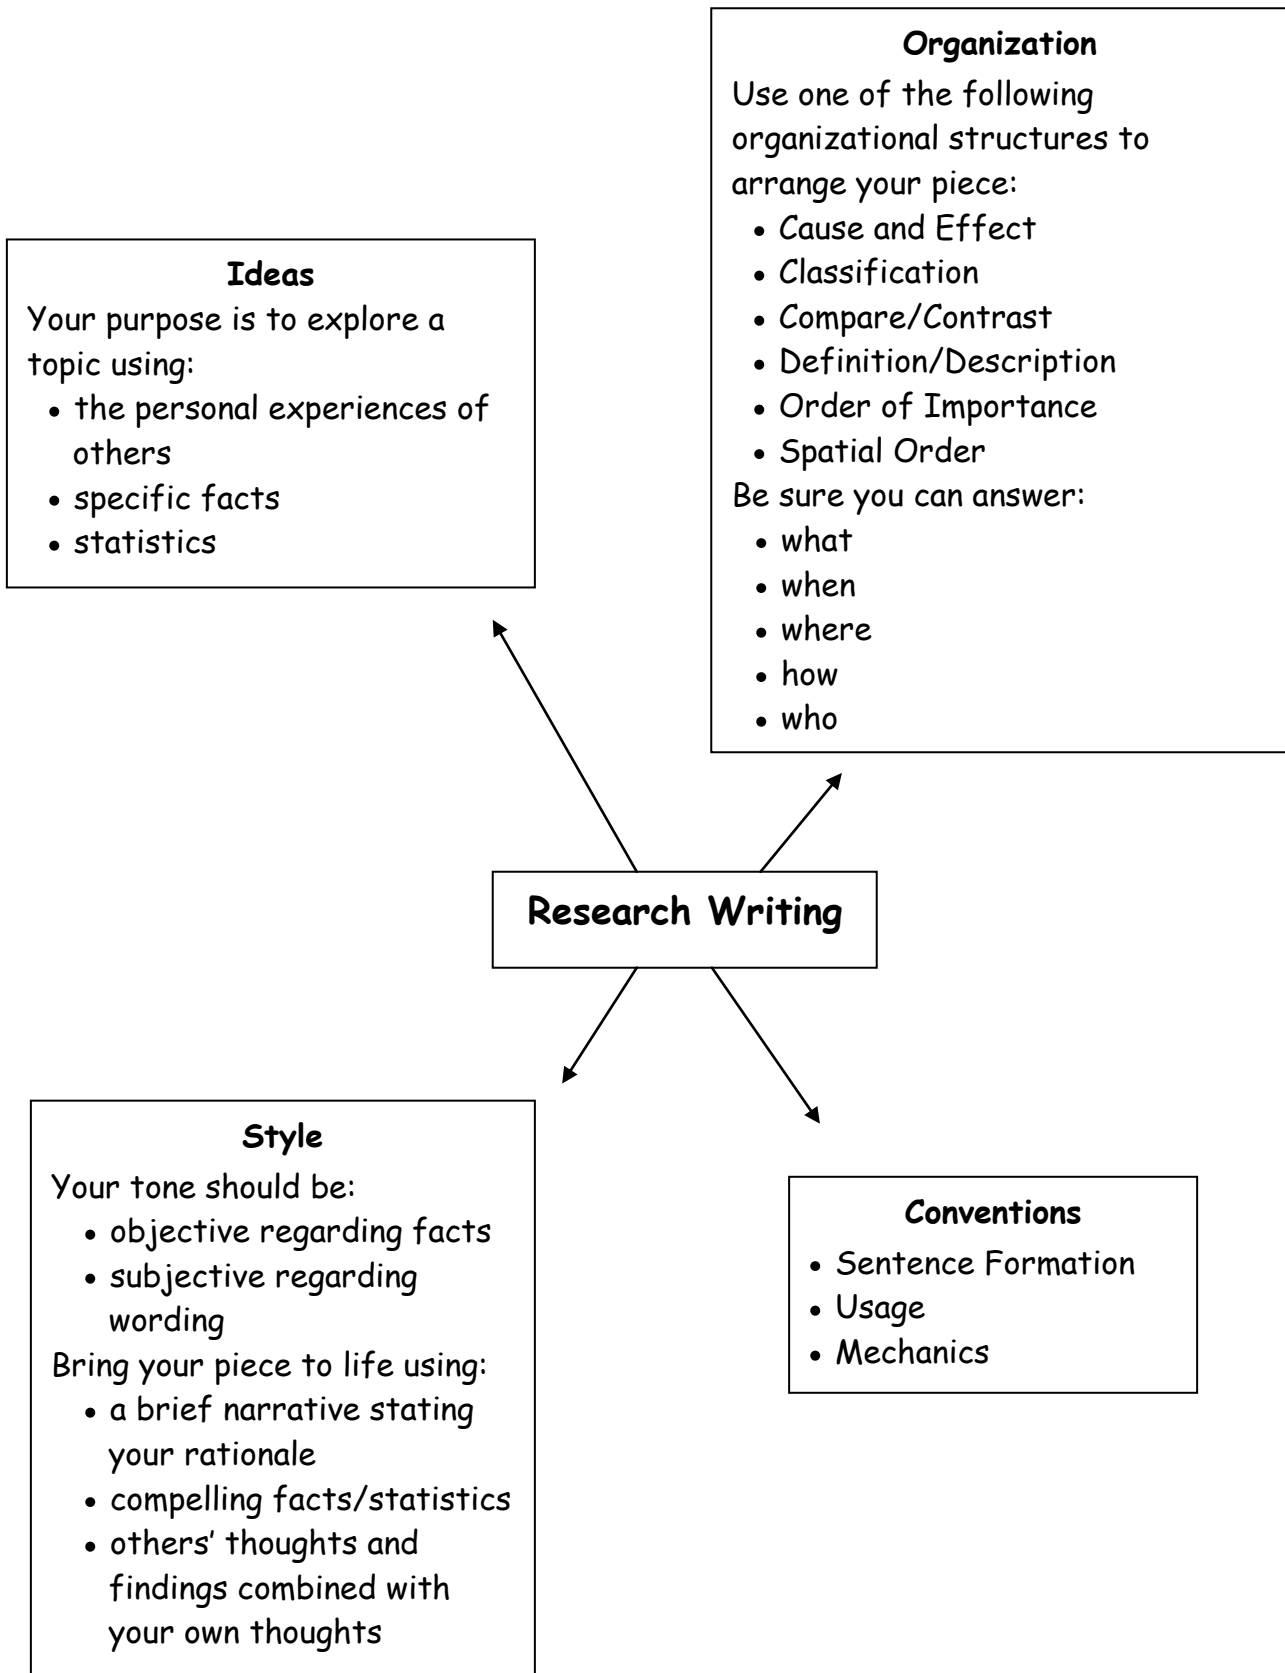 Organization
Use one of the following
organizational structures to
arrange your piece:
• Cause and Effect
• Classification
• Compare/Contrast
• Definition/Description
• Order of Importance
• Spatial Order
Be sure you can answer:
• what
• when
• where
• how
• who
Ideas
Your purpose is to explore a
topic using:
• the personal experiences of
others
• specific facts
• statistics
Research Writing
Style
Your tone should be:
• objective regarding facts
• subjective regarding
wording
Bring your piece to life using:
• a brief narrative stating
your rationale
• compelling facts/statistics
• others’ thoughts and
findings combined with
your own thoughts
Conventions
• Sentence Formation
• Usage
• Mechanics